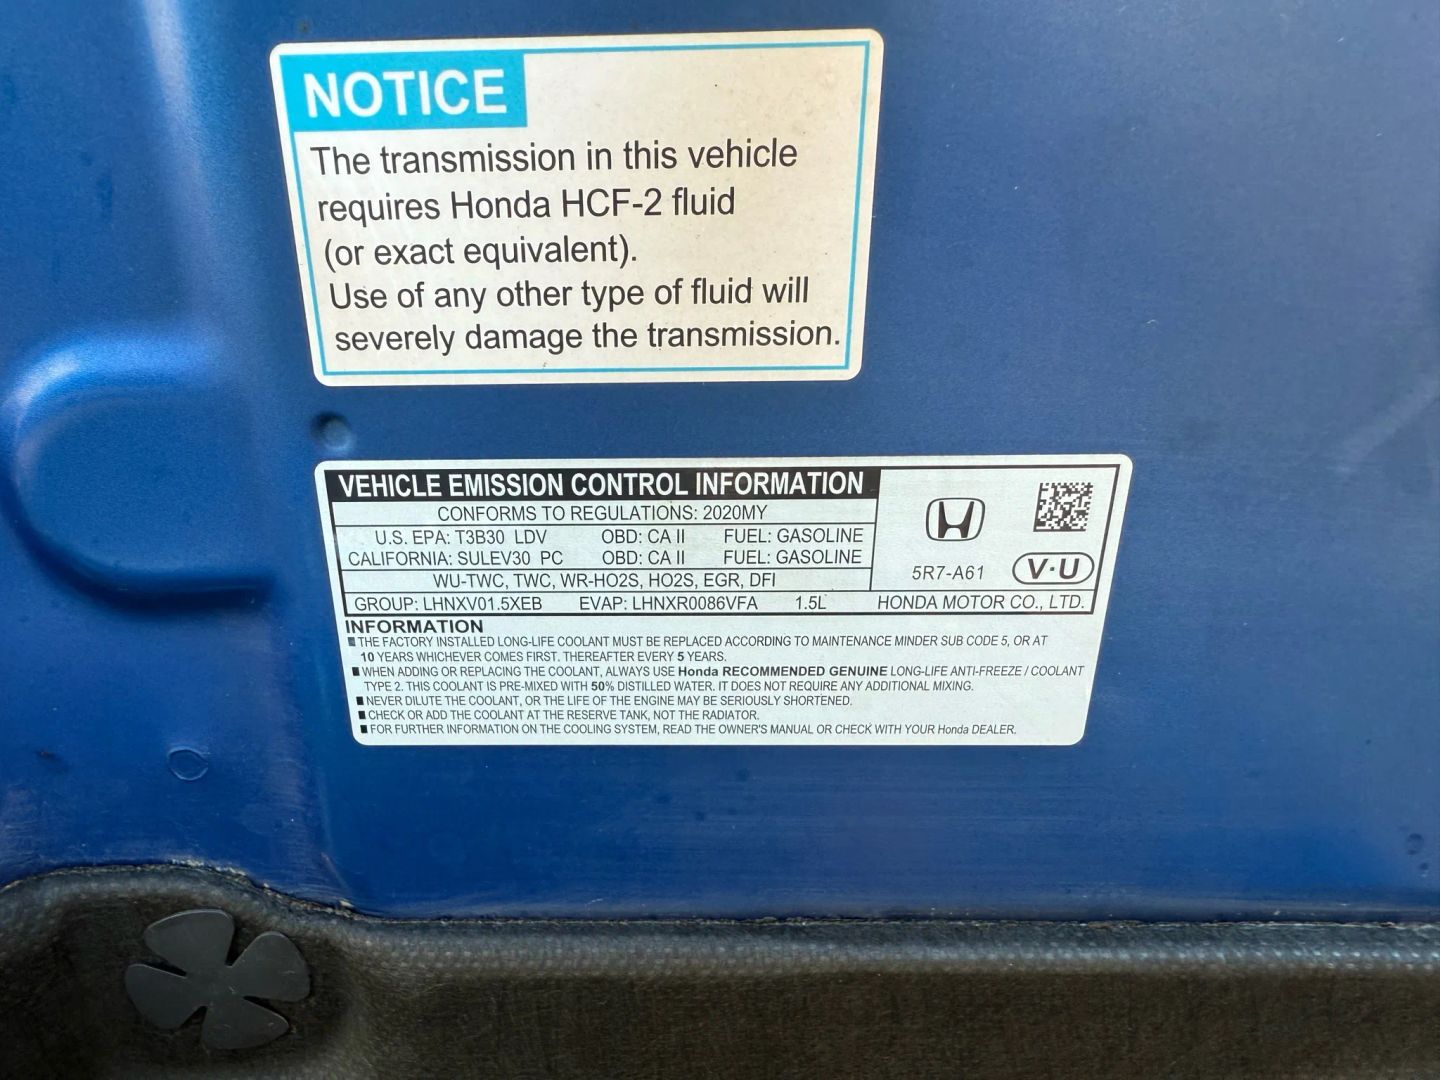 NOTICE
The transmission in this vehicle
requires Honda HCF-2 fluid
(or exact equivalent).
Use of any other type of fluid will
severely damage the transmission.
VEHICLE EMISSION CONTROL INFORMATION
CONFORMS TO REGULATIONS: 2020MY
U.S. EPA: T3B30 LDV OBD: CA II FUEL: GASOLINE
CALIFORNIA: SULEV30 PC OBD: CA II FUEL: GASOLINE
WU-TWC, TWC, WR-HO2S, HO2S, EGR, DFI
5R7-A61 V·U
GROUP: LHNXV01.5XEB EVAP: LHNXR0086VFA 1.5L HONDA MOTOR CO., LTD.
INFORMATION
■ THE FACTORY INSTALLED LONG-LIFE COOLANT MUST BE REPLACED ACCORDING TO MAINTENANCE MINDER SUB CODE 5, OR AT
10 YEARS WHICHEVER COMES FIRST. THEREAFTER EVERY 5 YEARS.
■ WHEN ADDING OR REPLACING THE COOLANT, ALWAYS USE Honda RECOMMENDED GENUINE LONG-LIFE ANTI-FREEZE / COOLANT
TYPE 2. THIS COOLANT IS PRE-MIXED WITH 50% DISTILLED WATER. IT DOES NOT REQUIRE ANY ADDITIONAL MIXING.
■ NEVER DILUTE THE COOLANT, OR THE LIFE OF THE ENGINE MAY BE SERIOUSLY SHORTENED.
■ CHECK OR ADD THE COOLANT AT THE RESERVE TANK, NOT THE RADIATOR.
■ FOR FURTHER INFORMATION ON THE COOLING SYSTEM, READ THE OWNER'S MANUAL OR CHECK WITH YOUR Honda DEALER.